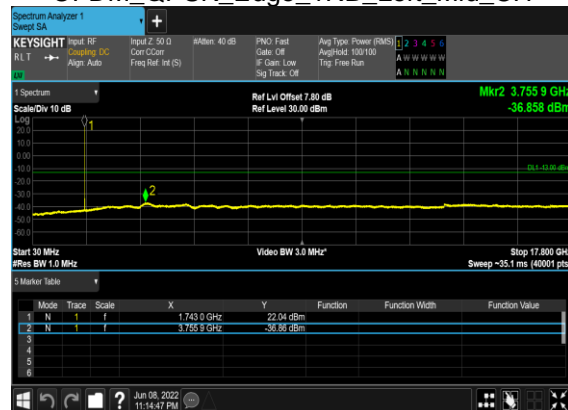 Spectrum Analyzer 1
Swept SA
KEYSIGHT
RLT
Input: RF
Coupling: DC
Align: Auto
Input Z: 50 Ω
Corr CCorr
Freq Ref: Int (S)
#Atten: 40 dB
PNO: Fast
Gate: Off
IF Gain: Low
Sig Track: Off
Avg Type: Power (RMS)
Avg|Hold: 100/100
Trig: Free Run
1 2 3 4 5 6
A W W W W W
A N N N N N
LW
1 Spectrum
Scale/Div 10 dB
Ref Lvl Offset 7.80 dB
Ref Level 30.00 dBm
Mkr2 3.755 9 GHz
-36.858 dBm
Log
20.0
10.0
0.00
-10.0
-20.0
-30.0
-40.0
-50.0
-60.0
1
2
DL1 -13.00 dBm
Start 30 MHz
#Res BW 1.0 MHz
Video BW 3.0 MHz*
Stop 17.800 GHz
Sweep ~35.1 ms (40001 pts)
5 Marker Table
Mode Trace Scale X Y Function Function Width Function Value
1 N 1 f 1.743 0 GHz 22.04 dBm
2 N 1 f 3.755 9 GHz -36.86 dBm
3
4
5
6
?
Jun 08, 2022
11:14:47 PM